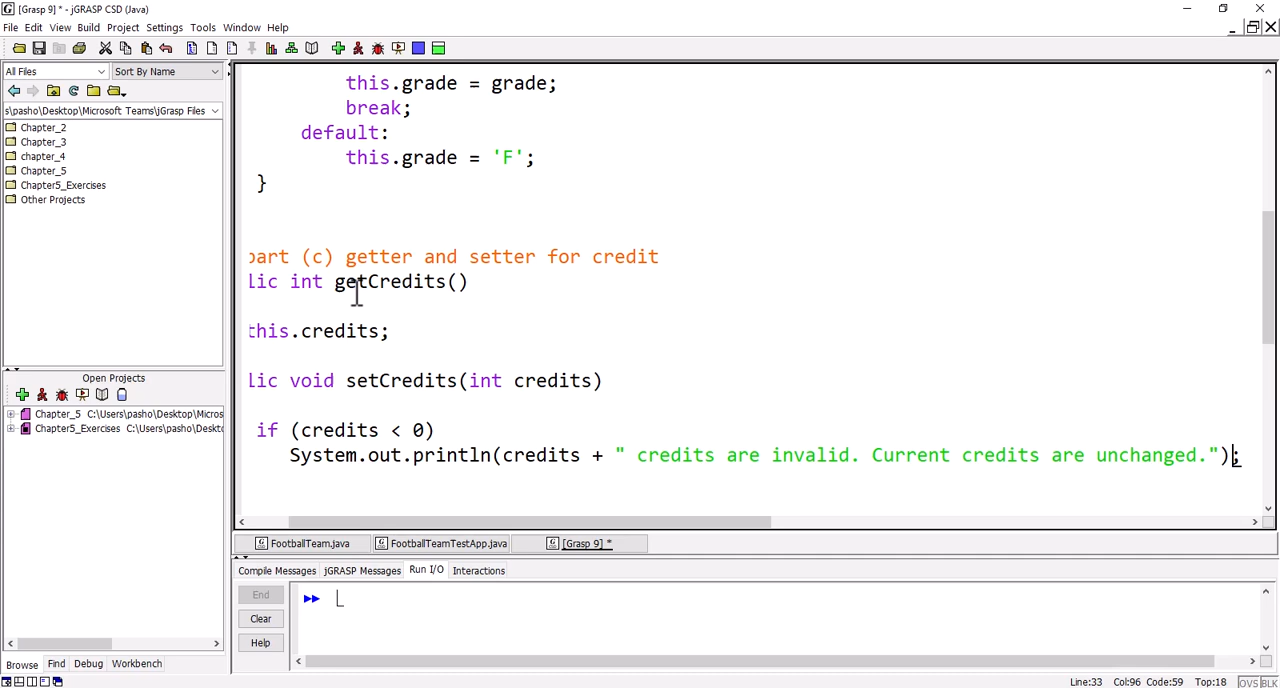 [Grasp 9] * - jGRASP CSD (Java)
File Edit View Build Project Settings Tools Window Help
All Files Sort By Name
s\pasho\Desktop\Microsoft Teams\jGrasp Files
Chapter_2
Chapter_3
chapter_4
Chapter_5
Chapter5_Exercises
Other Projects
this.grade = grade;
break;
default:
this.grade = 'F';
}
part (c) getter and setter for credit
lic int getCredits()
this.credits;
lic void setCredits(int credits)
if (credits < 0)
System.out.println(credits + " credits are invalid. Current credits are unchanged.");
Open Projects
Chapter_5 C:\Users\pasho\Desktop\Micros
Chapter5_Exercises C:\Users\pasho\Deskto
FootballTeam.java FootballTeamTestApp.java [Grasp 9] *
Compile Messages jGRASP Messages Run I/O Interactions
End
Clear
Help
Browse Find Debug Workbench
Line:33 Col:96 Code:59 Top:18 OVS BLK